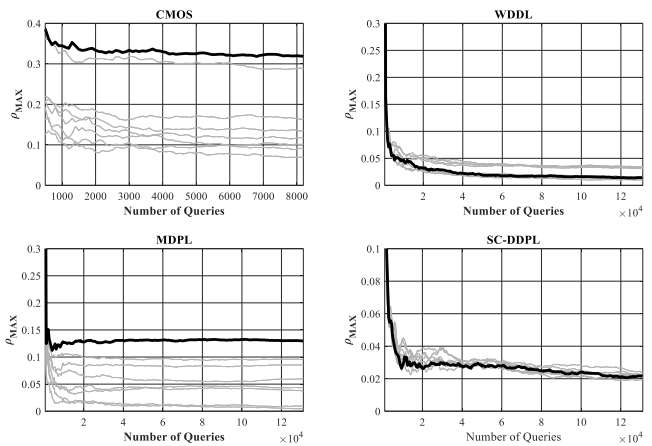 CMOS
0.4
0.3
0.2
0.1
0
ρMAX
1000 2000 3000 4000 5000 6000 7000 8000
Number of Queries
WDDL
0.3
0.25
0.2
0.15
0.1
0.05
0
ρMAX
2 4 6 8 10 12
Number of Queries
×10^4
MDPL
0.3
0.25
0.2
0.15
0.1
0.05
0
ρMAX
2 4 6 8 10 12
Number of Queries
×10^4
SC-DDPL
0.1
0.08
0.06
0.04
0.02
0
ρMAX
2 4 6 8 10 12
Number of Queries
×10^4